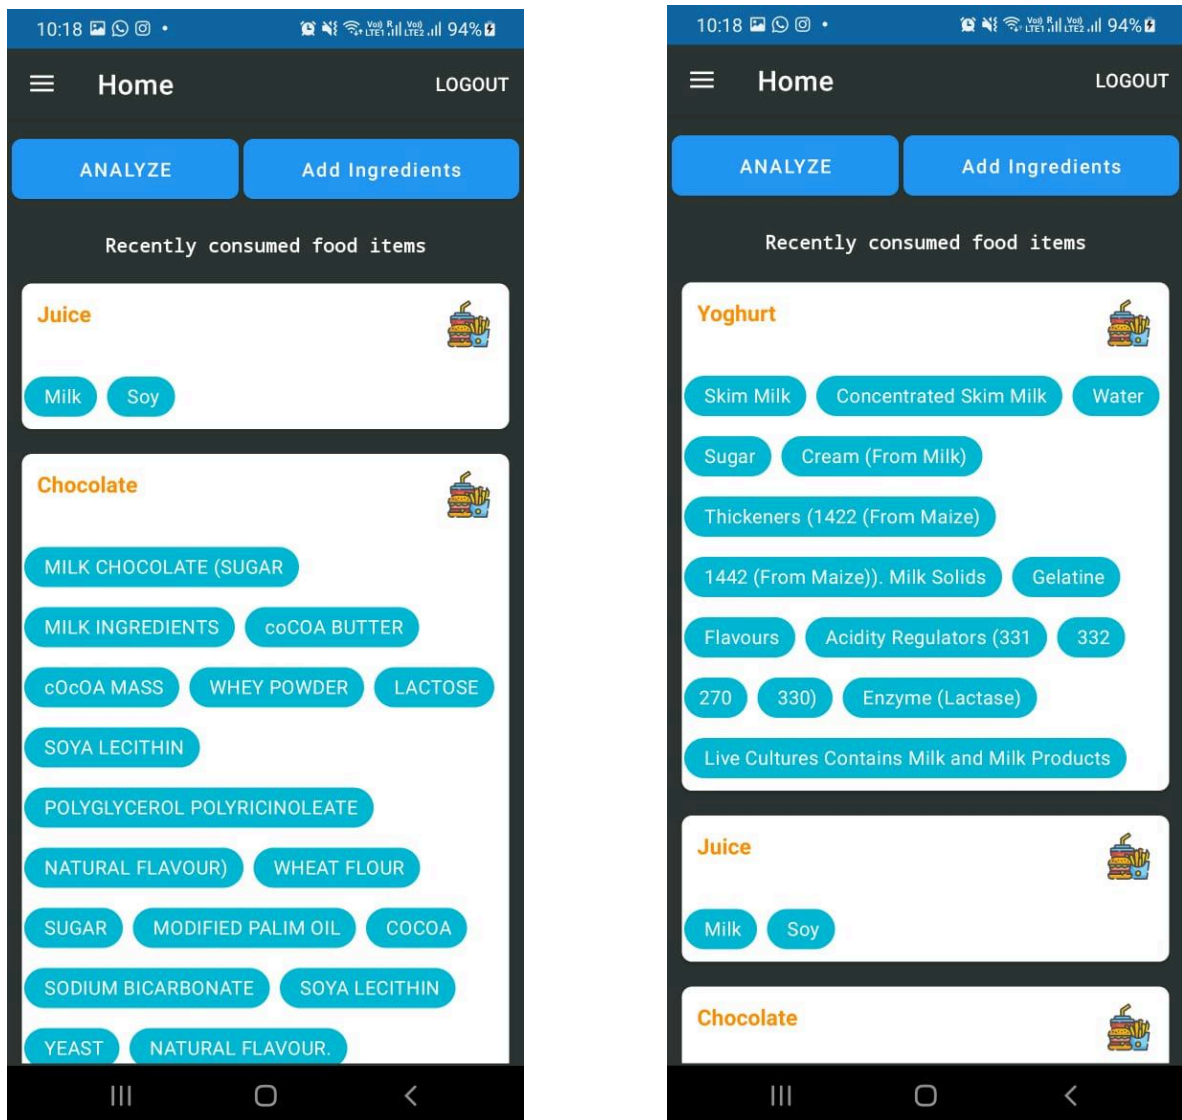 10:18 94%
Home LOGOUT
ANALYZE Add Ingredients
Recently consumed food items
Juice
Milk Soy
Chocolate
MILK CHOCOLATE (SUGAR
MILK INGREDIENTS coCOA BUTTER
cOcOA MASS WHEY POWDER LACTOSE
SOYA LECITHIN
POLYGLYCEROL POLYRICINOLEATE
NATURAL FLAVOUR) WHEAT FLOUR
SUGAR MODIFIED PALIM OIL COCOA
SODIUM BICARBONATE SOYA LECITHIN
YEAST NATURAL FLAVOUR.
10:18 94%
Home LOGOUT
ANALYZE Add Ingredients
Recently consumed food items
Yoghurt
Skim Milk Concentrated Skim Milk Water
Sugar Cream (From Milk)
Thickeners (1422 (From Maize)
1442 (From Maize)). Milk Solids Gelatine
Flavours Acidity Regulators (331 332
270 330) Enzyme (Lactase)
Live Cultures Contains Milk and Milk Products
Juice
Milk Soy
Chocolate